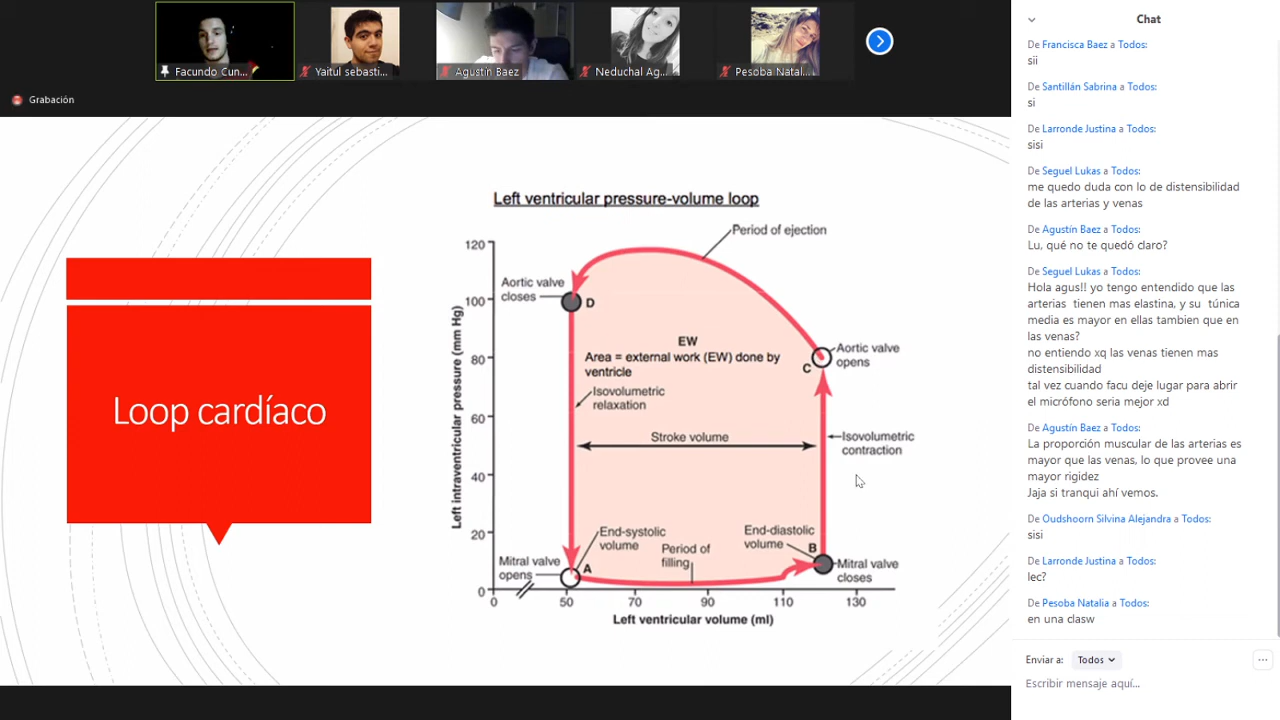 Facundo Cun...
Yaitul sebasti...
Agustín Baez
Neduchal Ag...
Pesoba Natal...
Grabación
Loop cardíaco
Left ventricular pressure-volume loop
Period of ejection
Aortic valve
closes
D
EW
Area = external work (EW) done by
ventricle
Aortic valve
opens
C
Isovolumetric
relaxation
Stroke volume
Isovolumetric
contraction
End-systolic
volume
Period of
filling
End-diastolic
volume
Mitral valve
opens
A
B
Mitral valve
closes
Left intraventricular pressure (mm Hg)
120
100
80
60
40
20
0
0
50
70
90
110
130
Left ventricular volume (ml)
Chat
De Francisca Baez a Todos:
sii
De Santillán Sabrina a Todos:
si
De Larronde Justina a Todos:
sisi
De Seguel Lukas a Todos:
me quedo duda con lo de distensibilidad
de las arterias y venas
De Agustín Baez a Todos:
Lu, qué no te quedó claro?
De Seguel Lukas a Todos:
Hola agus!! yo tengo entendido que las
arterias tienen mas elastina, y su túnica
media es mayor en ellas tambien que en
las venas?
no entiendo xq las venas tienen mas
distensibilidad
tal vez cuando facu deje lugar para abrir
el micrófono seria mejor xd
De Agustín Baez a Todos:
La proporción muscular de las arterias es
mayor que las venas, lo que provee una
mayor rigidez
Jaja si tranqui ahí vemos.
De Oudshoorn Silvina Alejandra a Todos:
sisi
De Larronde Justina a Todos:
lec?
De Pesoba Natalia a Todos:
en una clasw
Enviar a: Todos
Escribir mensaje aquí...